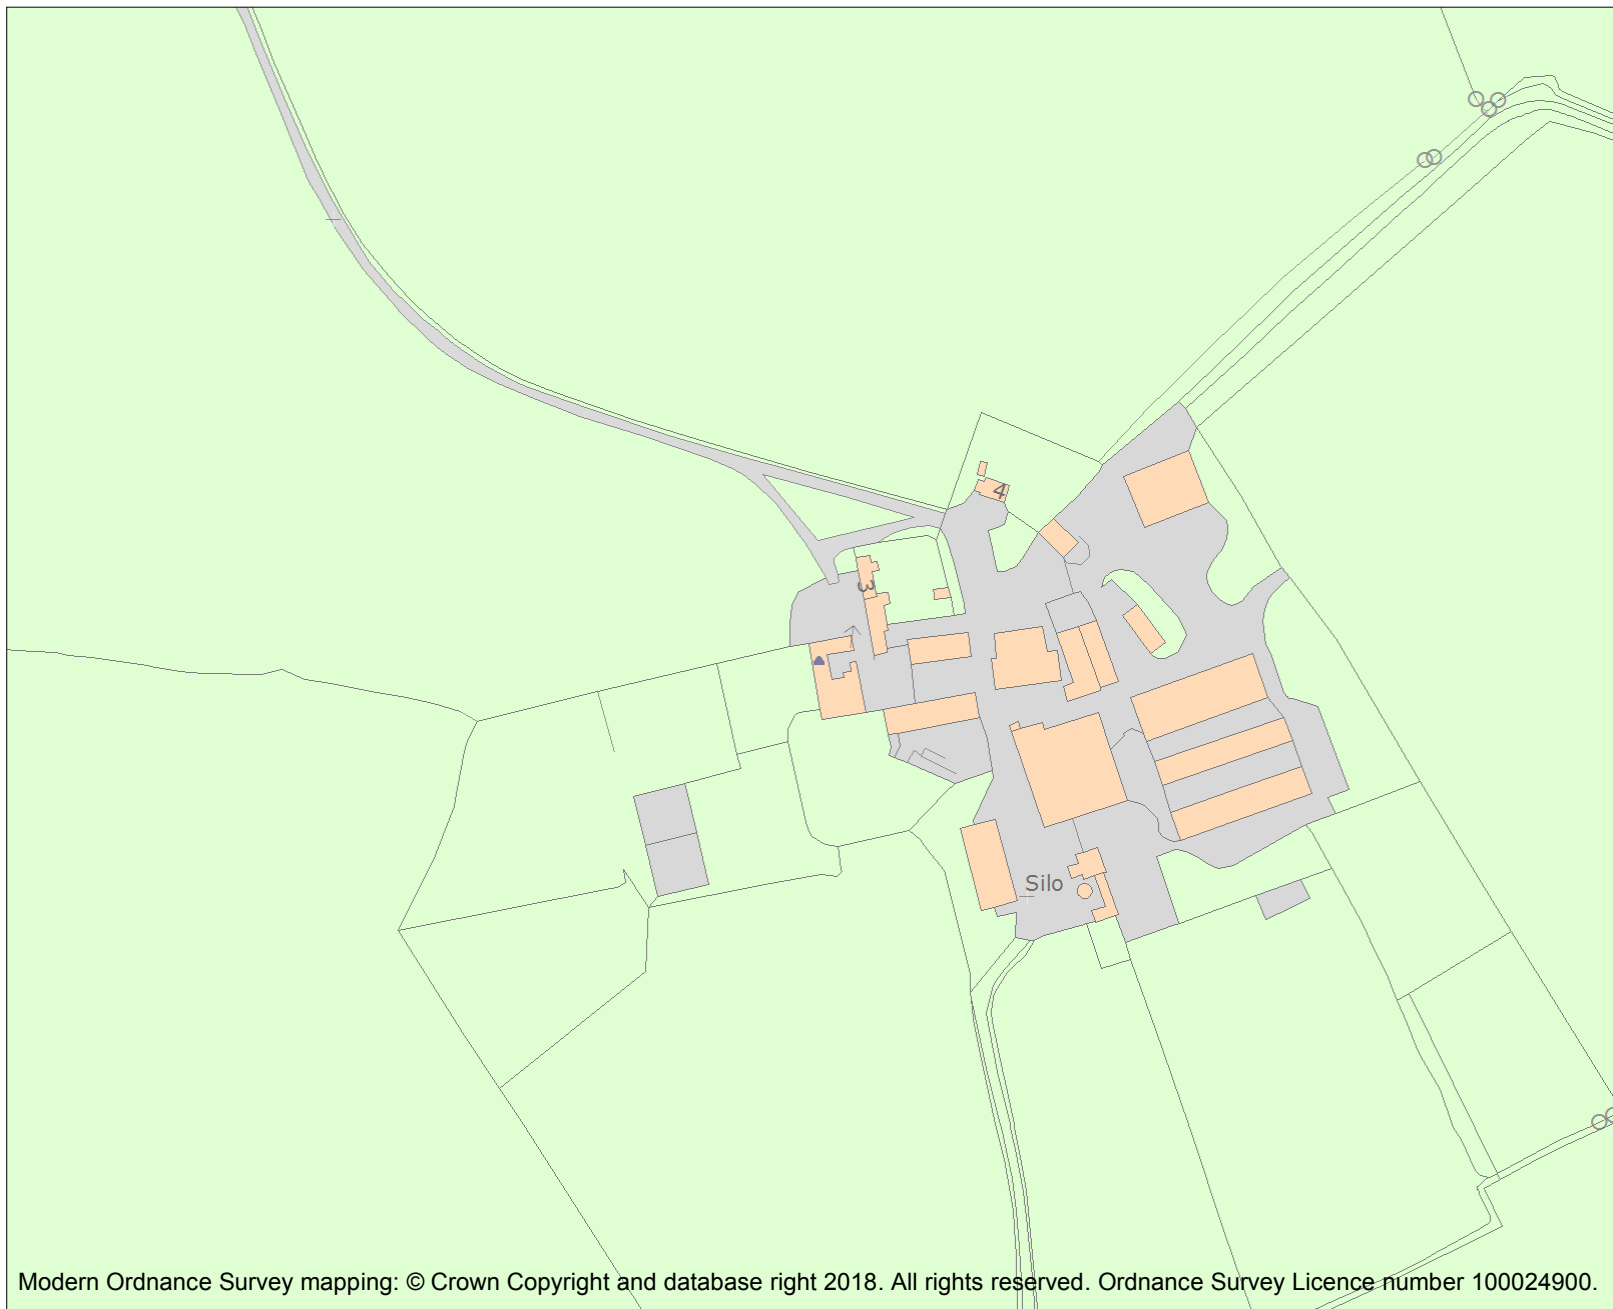 4
3
Silo
Modern Ordnance Survey mapping: © Crown Copyright and database right 2018. All rights reserved. Ordnance Survey Licence number 100024900.